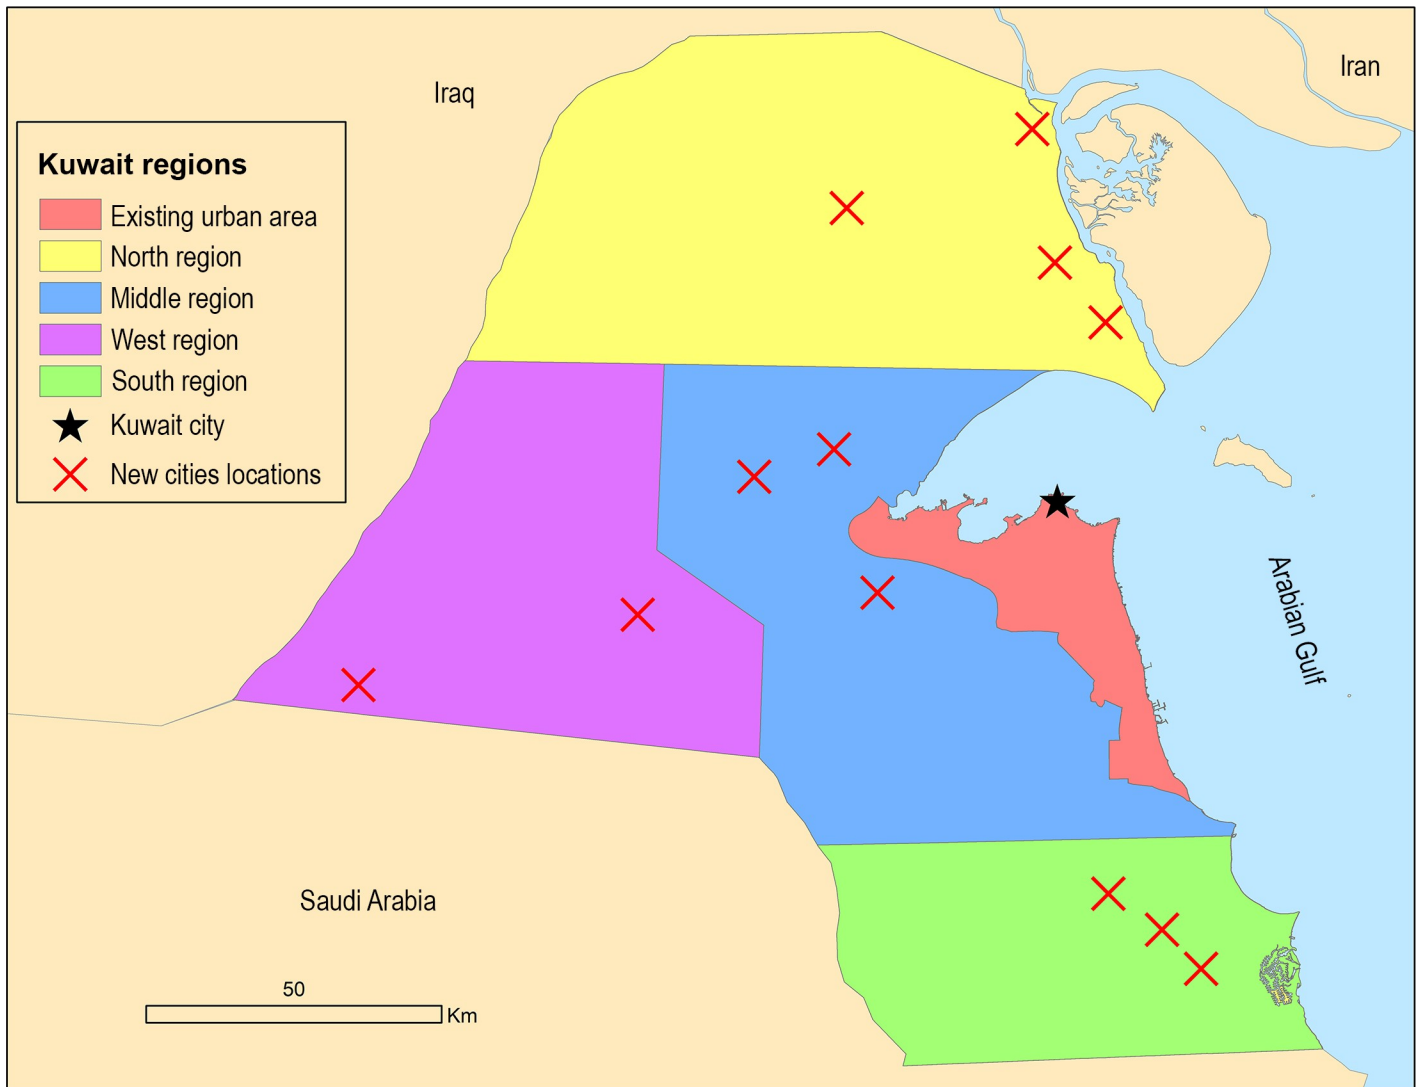 Iraq
Iran
Kuwait regions
Existing urban area
North region
Middle region
West region
South region
Kuwait city
New cities locations
Arabian Gulf
Saudi Arabia
50
Km